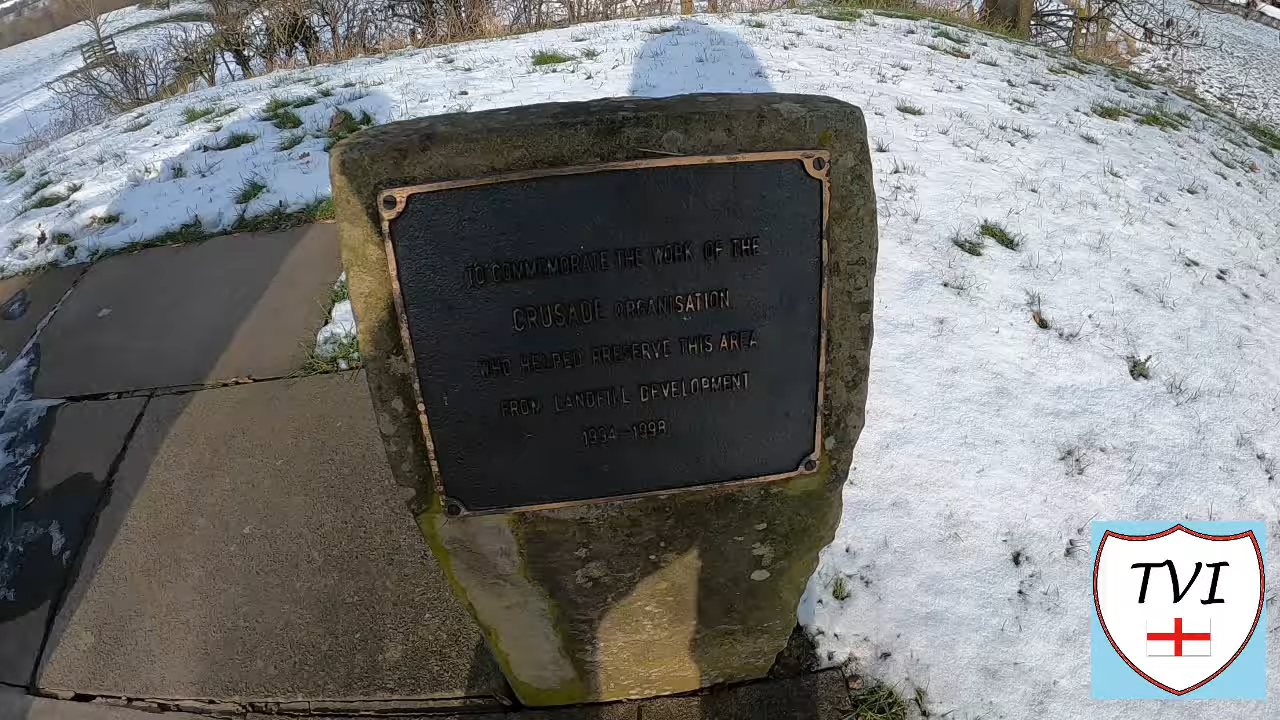 TO COMMEMORATE THE WORK OF THE
CRUSADE ORGANISATION
WHO HELPED PRESERVE THIS AREA
FROM LANDFILL DEVELOPMENT
1994-1998
TVI